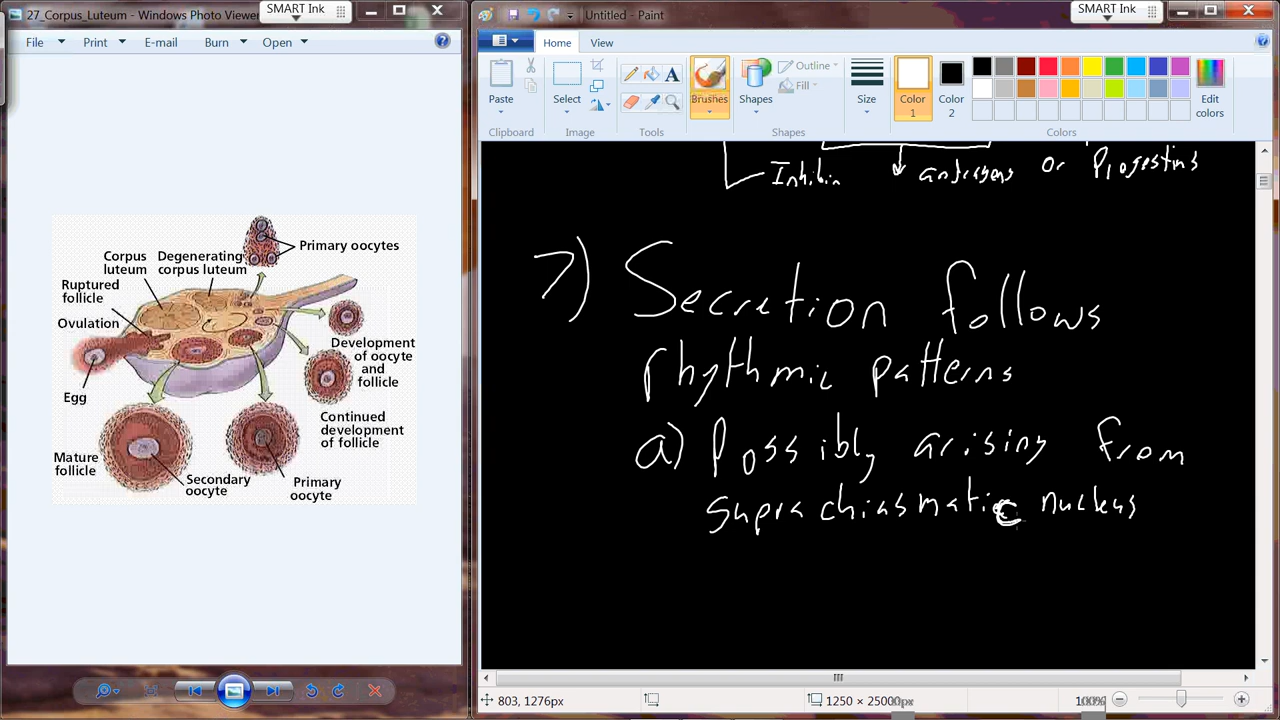 27_Corpus_Luteum - Windows Photo Viewer
SMART Ink
File Print E-mail Burn Open
Primary oocytes
Corpus luteum
Degenerating corpus luteum
Ruptured follicle
Ovulation
Egg
Development of oocyte and follicle
Continued development of follicle
Mature follicle
Secondary oocyte
Primary oocyte
Untitled - Paint
SMART Ink
Home View
Paste
Select
Brushes
Shapes
Outline
Fill
Size
Color 1
Color 2
Edit colors
Clipboard Image Tools Shapes Colors
Inhibin androgens or Progestins
7) Secretion follows
rhythmic patterns
a) Possibly arising from
suprachiasmatic nucleus
803, 1276px
1250 × 25000px
100%